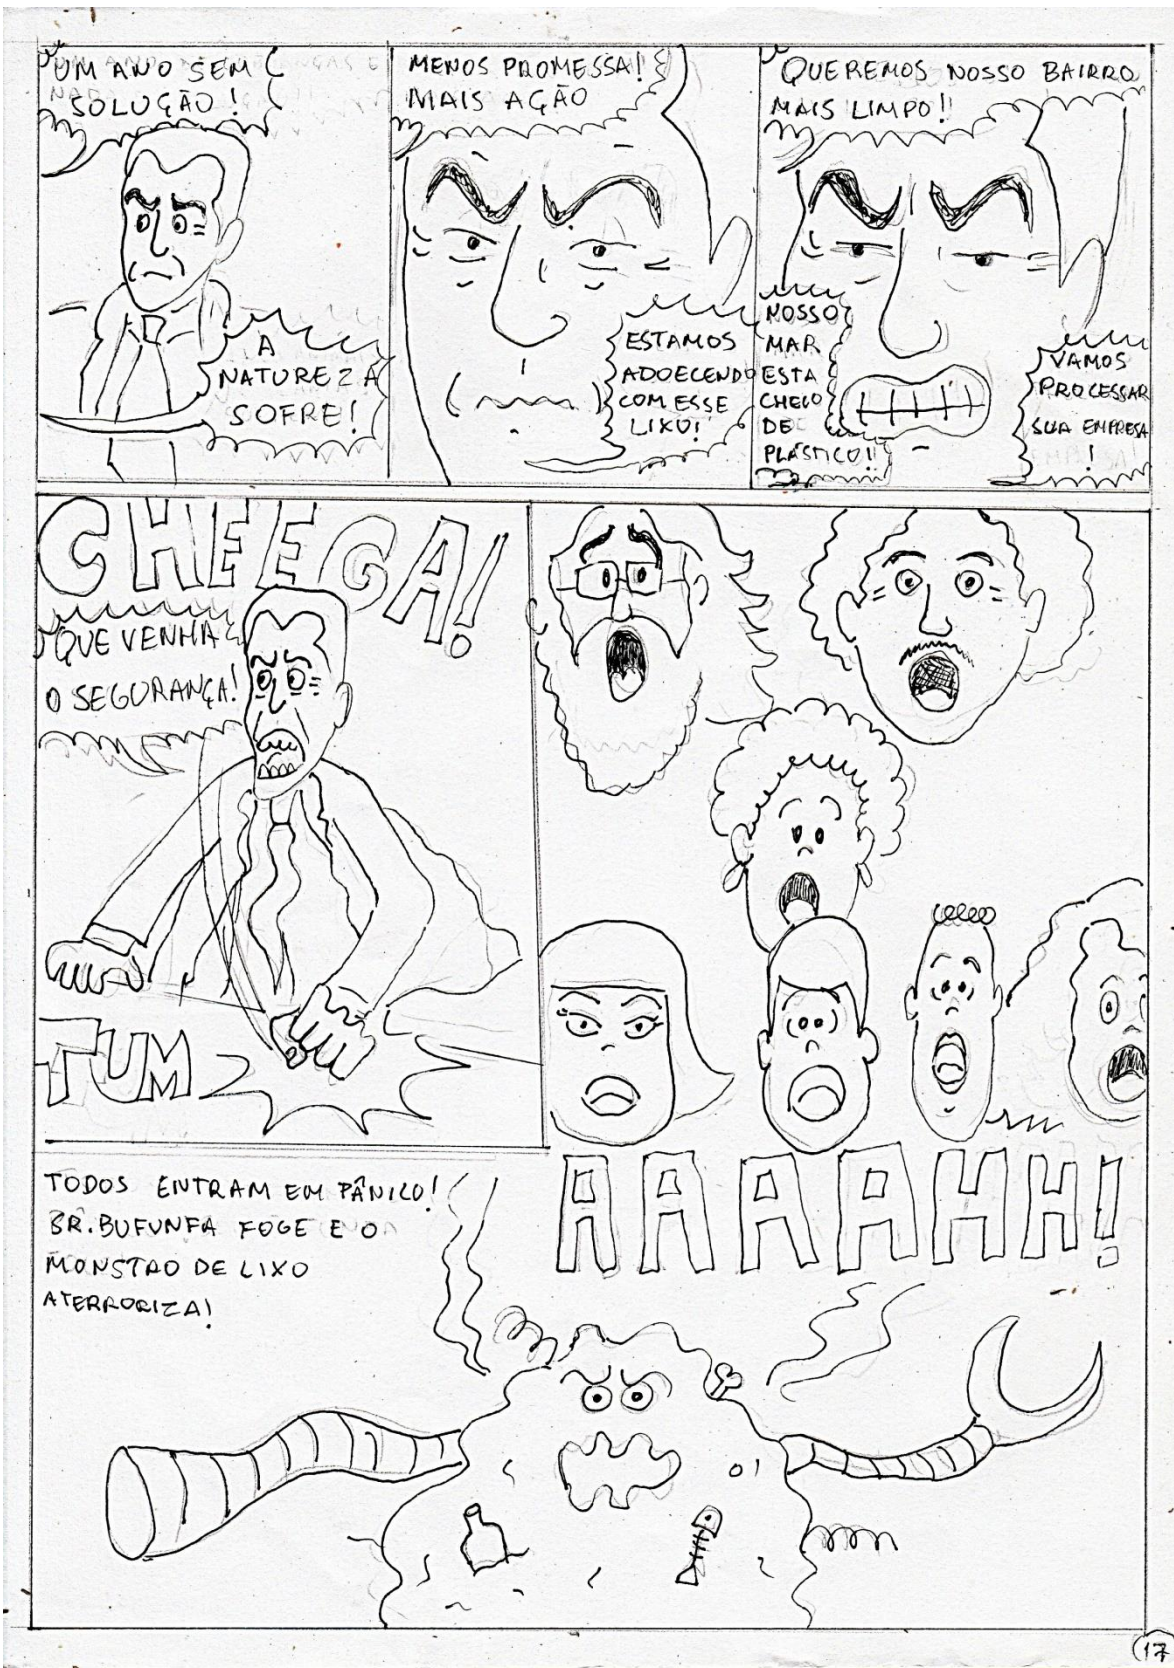 UM ANO SEM
SOLUÇÃO!
A
NATUREZA
SOFRE!
MENOS PROMESSA!
MAIS AÇÃO
ESTAMOS
ADOECENDO
COM ESSE
LIXO!
QUEREMOS NOSSO BAIRRO
MAIS LIMPO!!
NOSSO
MAR
ESTA
CHEIO
DE
PLÁSTICO!!
VAMOS
PROCESSAR
SUA EMPRESA
!
CHEEGA!
QUE VENHA
O SEGURANÇA!
TUM
AAAAHH!
TODOS ENTRAM EM PÂNICO!
SR. BUFUNFA FOGE E O
MONSTRO DE LIXO
ATERRORIZA!
17